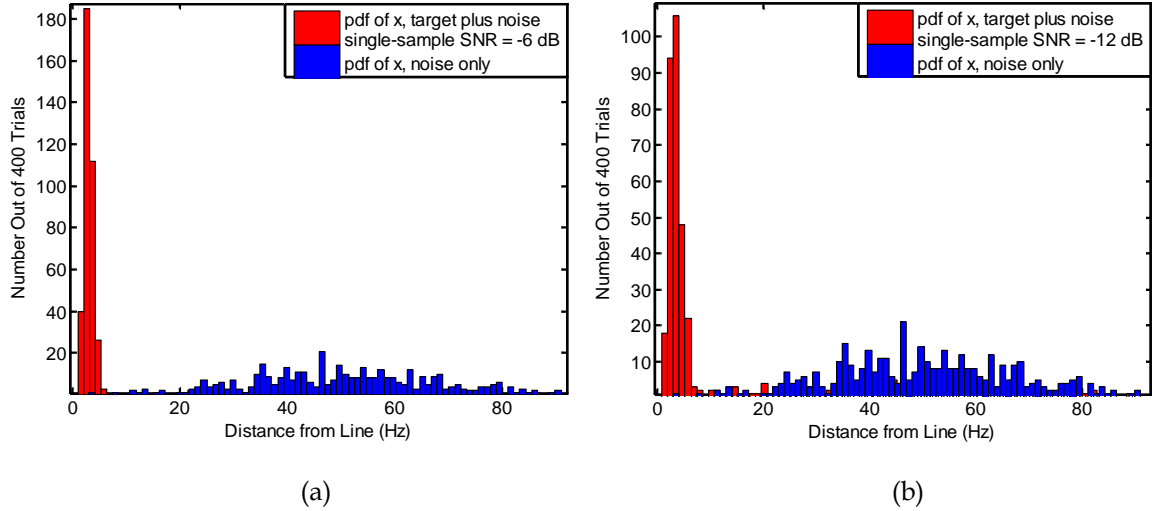 pdf of x, target plus noise
single-sample SNR = -6 dB
pdf of x, noise only
Number Out of 400 Trials
180
160
140
120
100
80
60
40
20
0 20 40 60 80
Distance from Line (Hz)
(a)
pdf of x, target plus noise
single-sample SNR = -12 dB
pdf of x, noise only
Number Out of 400 Trials
100
90
80
70
60
50
40
30
20
10
0 20 40 60 80
Distance from Line (Hz)
(b)